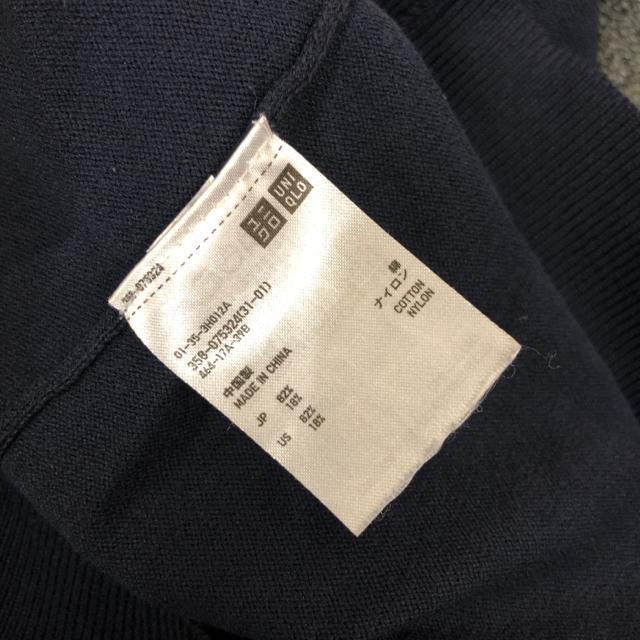 ユニクロ
UNI
QLO
01-35-3H012A
358-075324(31-01)
中国製
MADE IN CHINA
綿
ナイロン
COTTON
NYLON
JP 82% 18%
US 82% 18%